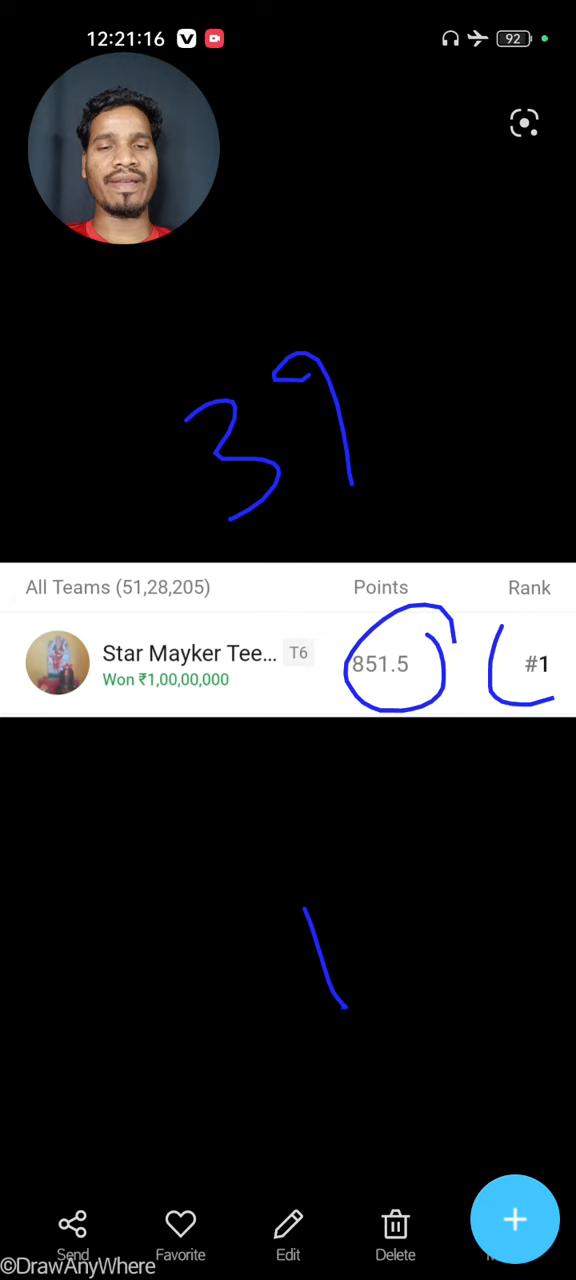 12:21:16 92
39
All Teams (51,28,205) Points Rank
Star Mayker Tee... T6 851.5 #1
Won ₹1,00,00,000
Send Favorite Edit Delete
©DrawAnyWhere